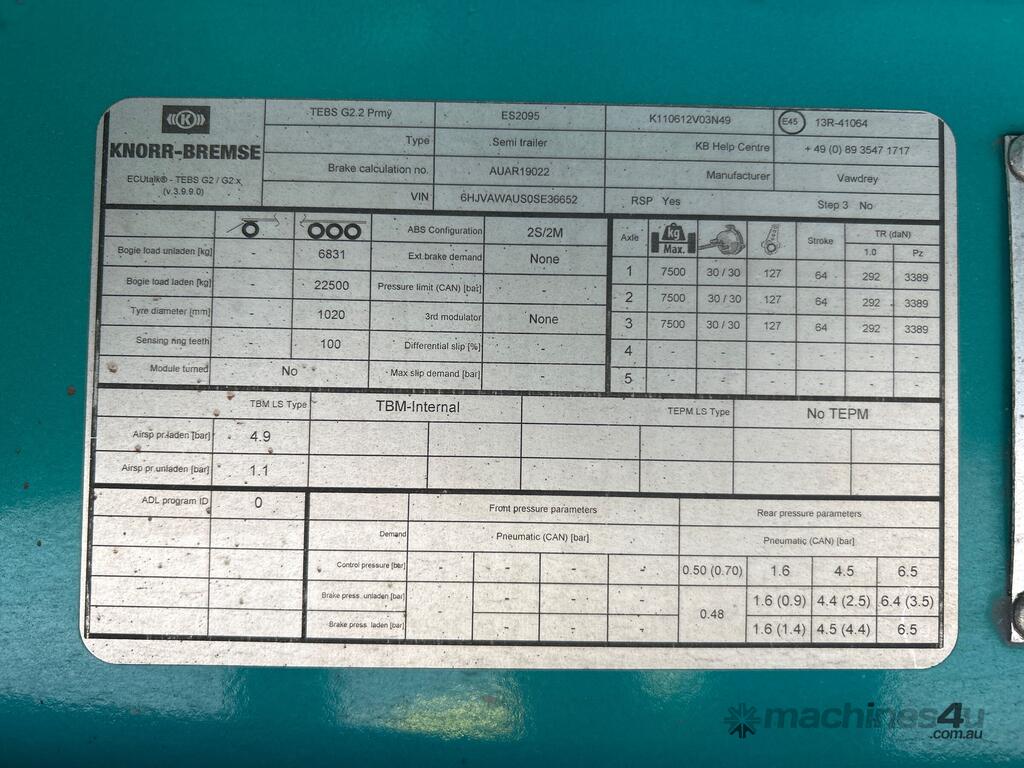 KNORR-BREMSE
ECUtalk® - TEBS G2 / G2.x
(v.3.9.9.0)
TEBS G2.2 Prmy ES2095 K110612V03N49 E45 13R-41064
Type Semi trailer KB Help Centre + 49 (0) 89 3547 1717
Brake calculation no. AUAR19022 Manufacturer Vawdrey
VIN 6HJVAWAUS0SE36652 RSP Yes Step 3 No
ABS Configuration 2S/2M Axle kg Max. Stroke TR (daN)
1.0 Pz
Bogie load unladen [kg] - 6831 Ext.brake demand None 1 7500 30 / 30 127 64 292 3389
Bogie load laden [kg] - 22500 Pressure limit (CAN) [bar] - 2 7500 30 / 30 127 64 292 3389
Tyre diameter [mm] - 1020 3rd modulator None 3 7500 30 / 30 127 64 292 3389
Sensing ring teeth - 100 Differential slip [%] - 4 - - - - - -
Module turned No Max slip demand [bar] - 5 - - - - - -
TBM LS Type TBM-Internal TEPM LS Type No TEPM
Airsp pr.laden [bar] 4.9
Airsp pr.unladen [bar] 1.1
ADL program ID 0 Front pressure parameters Rear pressure parameters
Demand Pneumatic (CAN) [bar] Pneumatic (CAN) [bar]
Control pressure [bar] - - - - 0.50 (0.70) 1.6 4.5 6.5
Brake press. unladen [bar] - - - - 0.48 1.6 (0.9) 4.4 (2.5) 6.4 (3.5)
Brake press. laden [bar] - - - 1.6 (1.4) 4.5 (4.4) 6.5
machines4u
.com.au